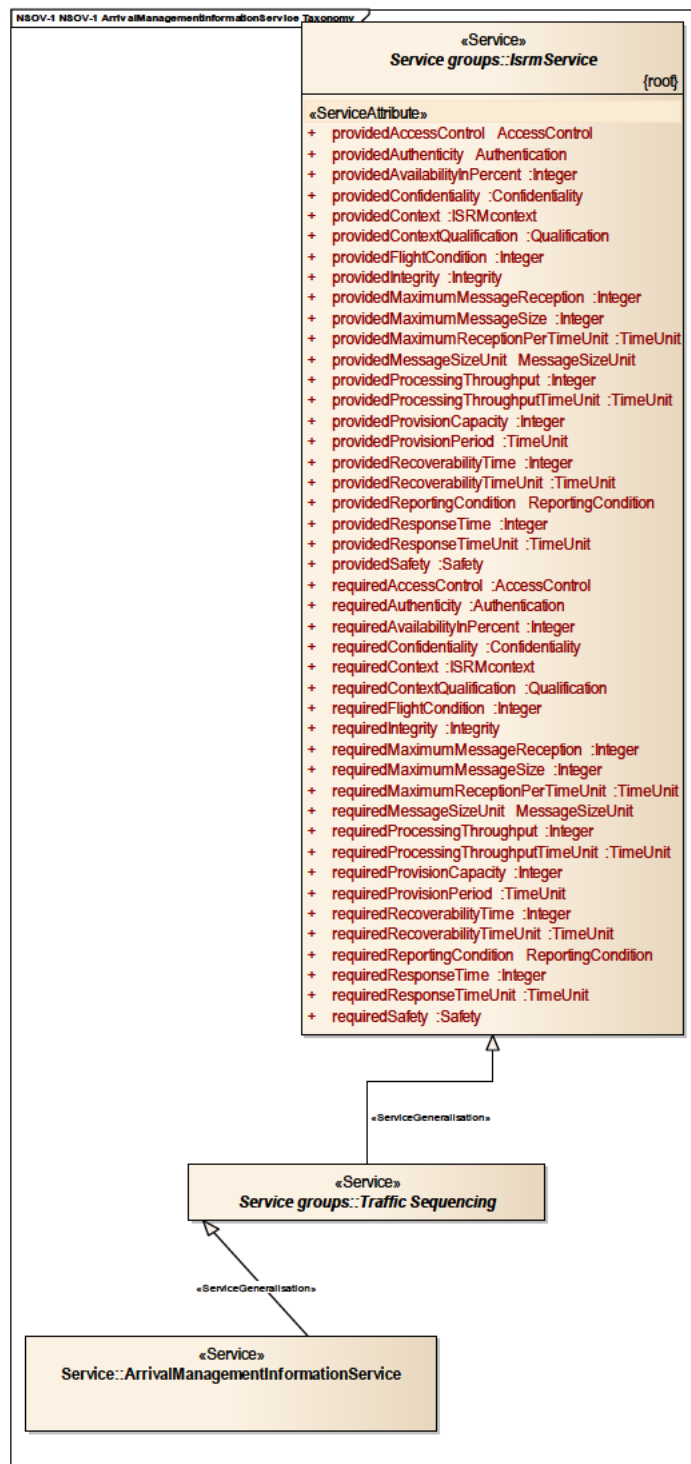 NSOV-1 NSOV-1 ArrivalManagementInformationService Taxonomy
«Service»
Service groups::IsrmService
{root}
«ServiceAttribute»
+ providedAccessControl AccessControl
+ providedAuthenticity Authentication
+ providedAvailabilityInPercent :Integer
+ providedConfidentiality :Confidentiality
+ providedContext :ISRMcontext
+ providedContextQualification :Qualification
+ providedFlightCondition :Integer
+ providedIntegrity :Integrity
+ providedMaximumMessageReception :Integer
+ providedMaximumMessageSize :Integer
+ providedMaximumReceptionPerTimeUnit :TimeUnit
+ providedMessageSizeUnit MessageSizeUnit
+ providedProcessingThroughput :Integer
+ providedProcessingThroughputTimeUnit :TimeUnit
+ providedProvisionCapacity :Integer
+ providedProvisionPeriod :TimeUnit
+ providedRecoverabilityTime :Integer
+ providedRecoverabilityTimeUnit :TimeUnit
+ providedReportingCondition ReportingCondition
+ providedResponseTime :Integer
+ providedResponseTimeUnit :TimeUnit
+ providedSafety :Safety
+ requiredAccessControl :AccessControl
+ requiredAuthenticity :Authentication
+ requiredAvailabilityInPercent :Integer
+ requiredConfidentiality :Confidentiality
+ requiredContext :ISRMcontext
+ requiredContextQualification :Qualification
+ requiredFlightCondition :Integer
+ requiredIntegrity :Integrity
+ requiredMaximumMessageReception :Integer
+ requiredMaximumMessageSize :Integer
+ requiredMaximumReceptionPerTimeUnit :TimeUnit
+ requiredMessageSizeUnit MessageSizeUnit
+ requiredProcessingThroughput :Integer
+ requiredProcessingThroughputTimeUnit :TimeUnit
+ requiredProvisionCapacity :Integer
+ requiredProvisionPeriod :TimeUnit
+ requiredRecoverabilityTime :Integer
+ requiredRecoverabilityTimeUnit :TimeUnit
+ requiredReportingCondition ReportingCondition
+ requiredResponseTime :Integer
+ requiredResponseTimeUnit :TimeUnit
+ requiredSafety :Safety
«ServiceGeneralisation»
«Service»
Service groups::Traffic Sequencing
«ServiceGeneralisation»
«Service»
Service::ArrivalManagementInformationService